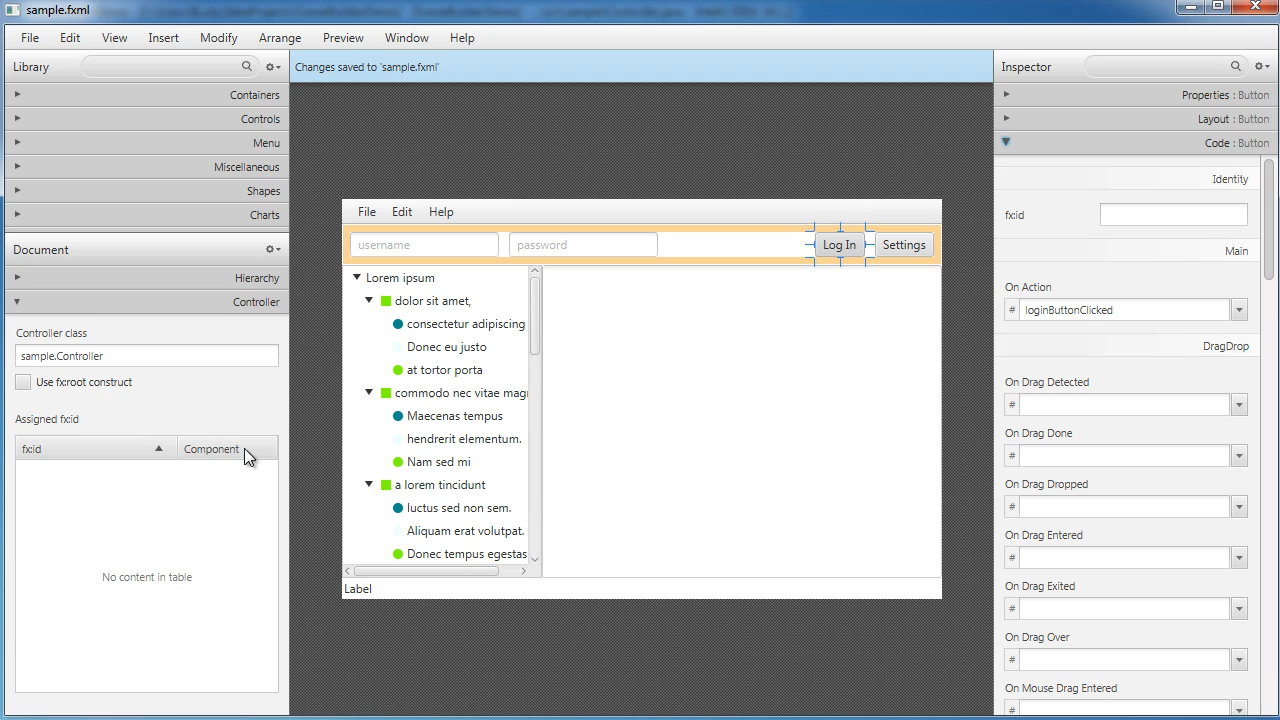 sample.fxml
File Edit View Insert Modify Arrange Preview Window Help
Library
Containers
Controls
Menu
Miscellaneous
Shapes
Charts
Document
Hierarchy
Controller
Controller class
sample.Controller
Use fx:root construct
Assigned fx:id
fx:id Component
No content in table
Changes saved to 'sample.fxml'
File Edit Help
username password Log In Settings
Lorem ipsum
dolor sit amet,
consectetur adipiscing
Donec eu justo
at tortor porta
commodo nec vitae magn
Maecenas tempus
hendrerit elementum.
Nam sed mi
a lorem tincidunt
luctus sed non sem.
Aliquam erat volutpat.
Donec tempus egestas
Label
Inspector
Properties : Button
Layout : Button
Code : Button
Identity
fx:id
Main
On Action
# loginButtonClicked
DragDrop
On Drag Detected
#
On Drag Done
#
On Drag Dropped
#
On Drag Entered
#
On Drag Exited
#
On Drag Over
#
On Mouse Drag Entered
#